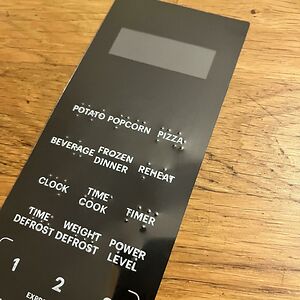 POTATO POPCORN PIZZA
BEVERAGE FROZEN DINNER REHEAT
CLOCK TIME COOK TIMER
TIME DEFROST WEIGHT DEFROST POWER LEVEL
1 2